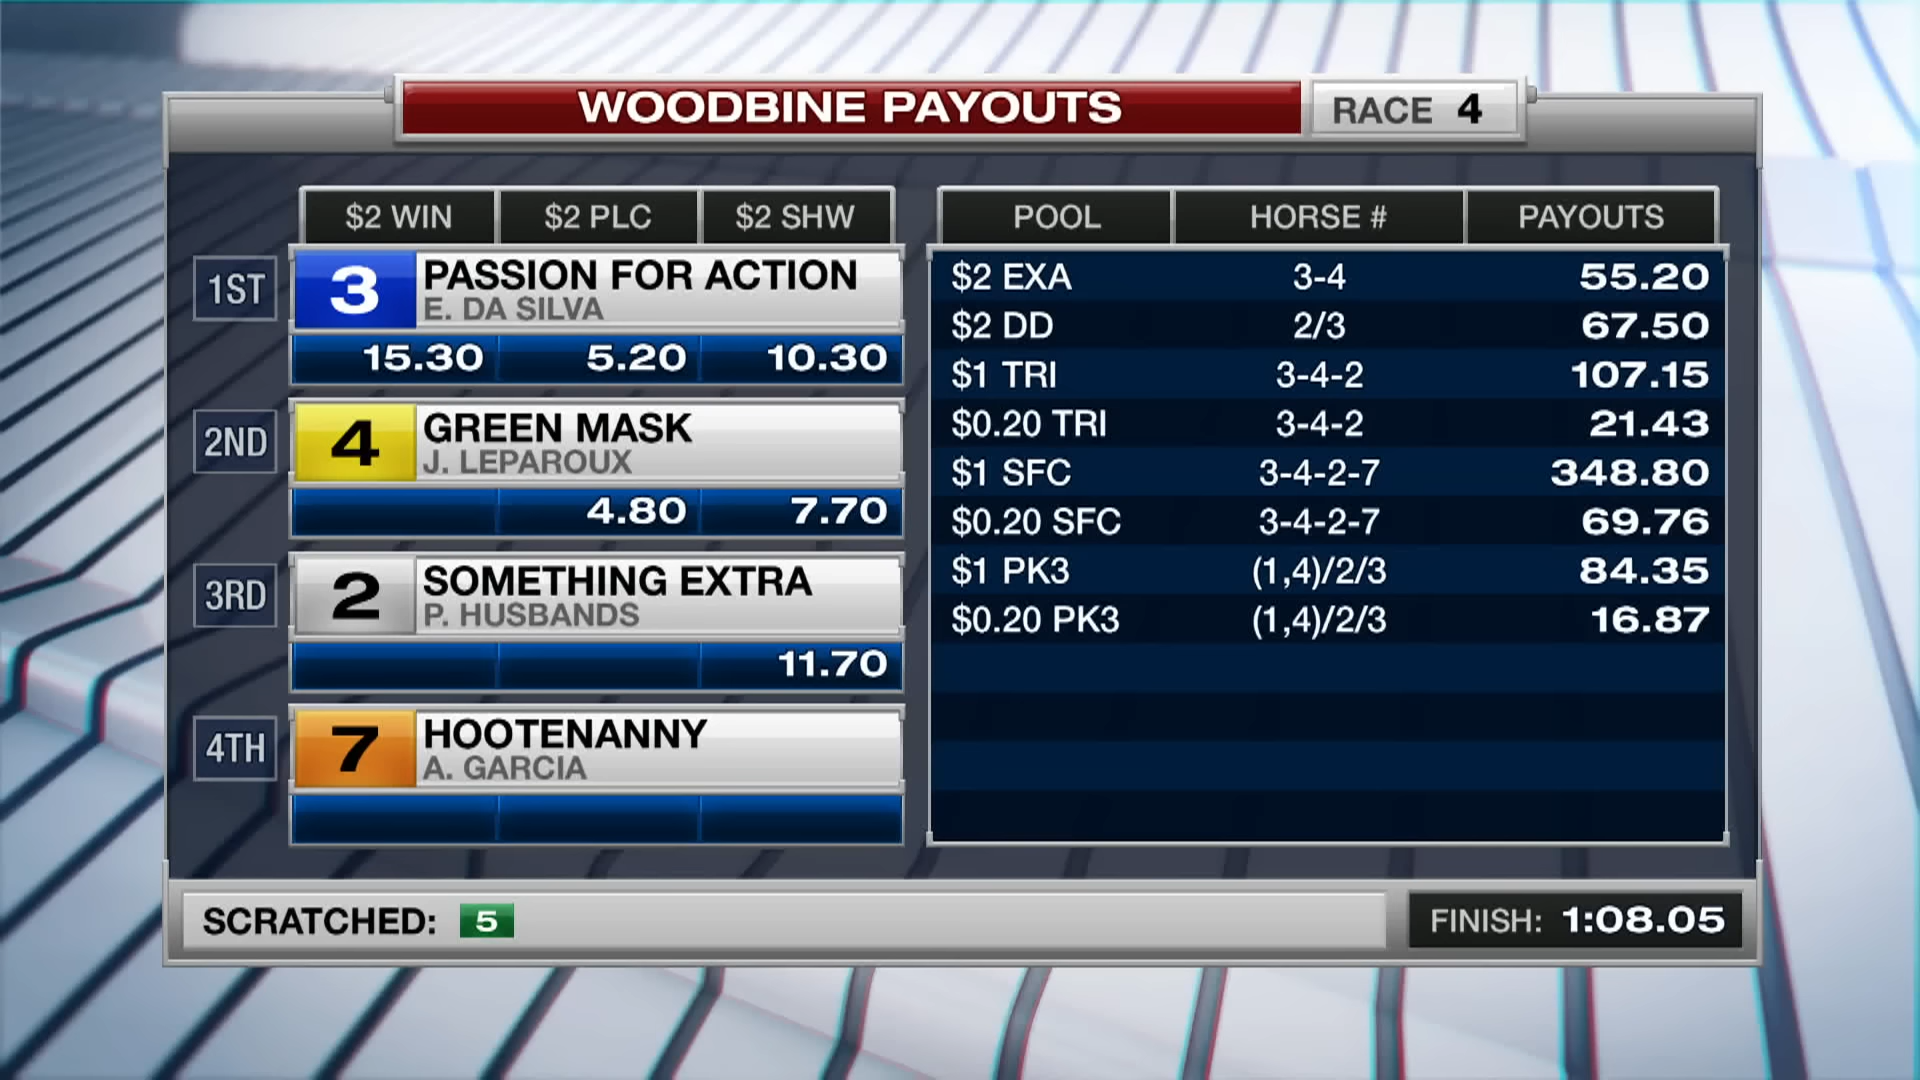 WOODBINE PAYOUTS RACE 4
$2 WIN $2 PLC $2 SHW
1ST 3 PASSION FOR ACTION
E. DA SILVA
15.30 5.20 10.30
2ND 4 GREEN MASK
J. LEPAROUX
4.80 7.70
3RD 2 SOMETHING EXTRA
P. HUSBANDS
11.70
4TH 7 HOOTENANNY
A. GARCIA
POOL HORSE # PAYOUTS
$2 EXA 3-4 55.20
$2 DD 2/3 67.50
$1 TRI 3-4-2 107.15
$0.20 TRI 3-4-2 21.43
$1 SFC 3-4-2-7 348.80
$0.20 SFC 3-4-2-7 69.76
$1 PK3 (1,4)/2/3 84.35
$0.20 PK3 (1,4)/2/3 16.87
SCRATCHED: 5
FINISH: 1:08.05